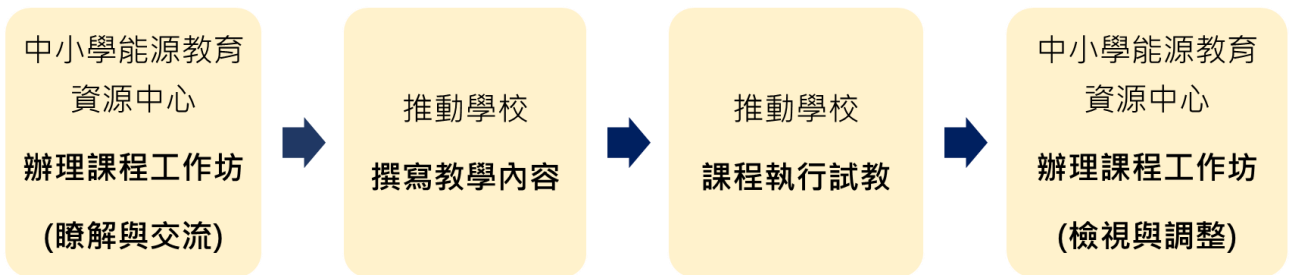 中小學能源教育
資源中心
辦理課程工作坊
(瞭解與交流)
推動學校
撰寫教學內容
推動學校
課程執行試教
中小學能源教育
資源中心
辦理課程工作坊
(檢視與調整)